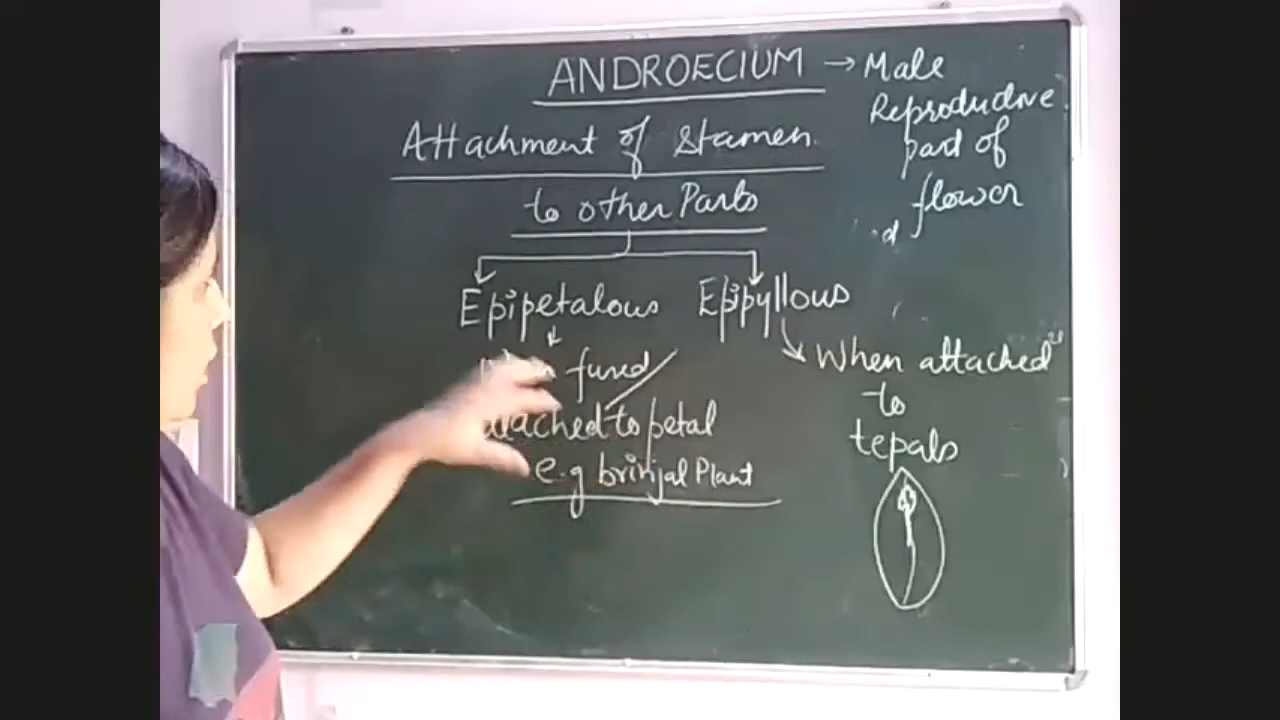 ANDROECIUM → Male
Reproductive
part of
flower
Attachment of Stamen
to other Parts
Epipetalous
fused/
attached to petal
e.g brinjal Plant
Epipyllous
When attached
to
tepals